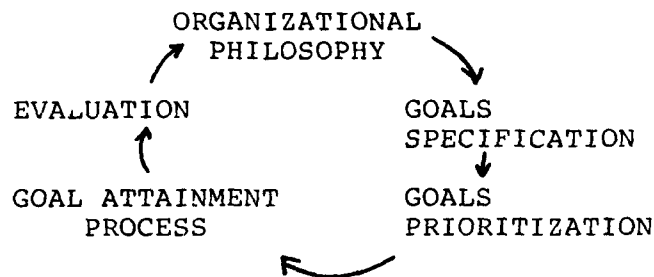 ORGANIZATIONAL
PHILOSOPHY
EVALUATION
GOALS
SPECIFICATION
GOAL ATTAINMENT
PROCESS
GOALS
PRIORITIZATION